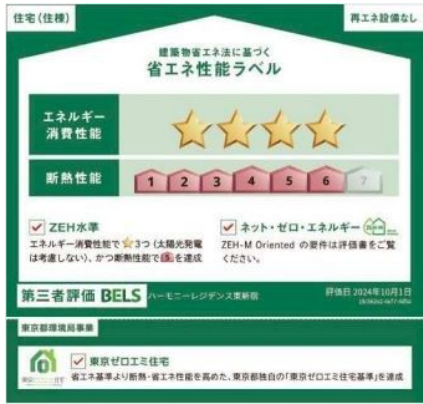 住宅(住棟)
再エネ設備なし
建築物省エネ法に基づく
省エネ性能ラベル
エネルギー
消費性能
断熱性能
1 2 3 4 5 6 7
ZEH水準
エネルギー消費性能で★3つ(太陽光発電
は考慮しない)、かつ断熱性能で5を達成
ネット・ゼロ・エネルギー
ZEH-M Oriented の要件は評価書をご覧
ください。
第三者評価 BELS ハーモニーレジデンス東新宿
評価日 2024年10月1日
東京都環境局事業
東京ゼロエミ住宅
省エネ基準より断熱・省エネ性能を高めた、東京都独自の「東京ゼロエミ住宅基準」を達成
東京ゼロエミ住宅